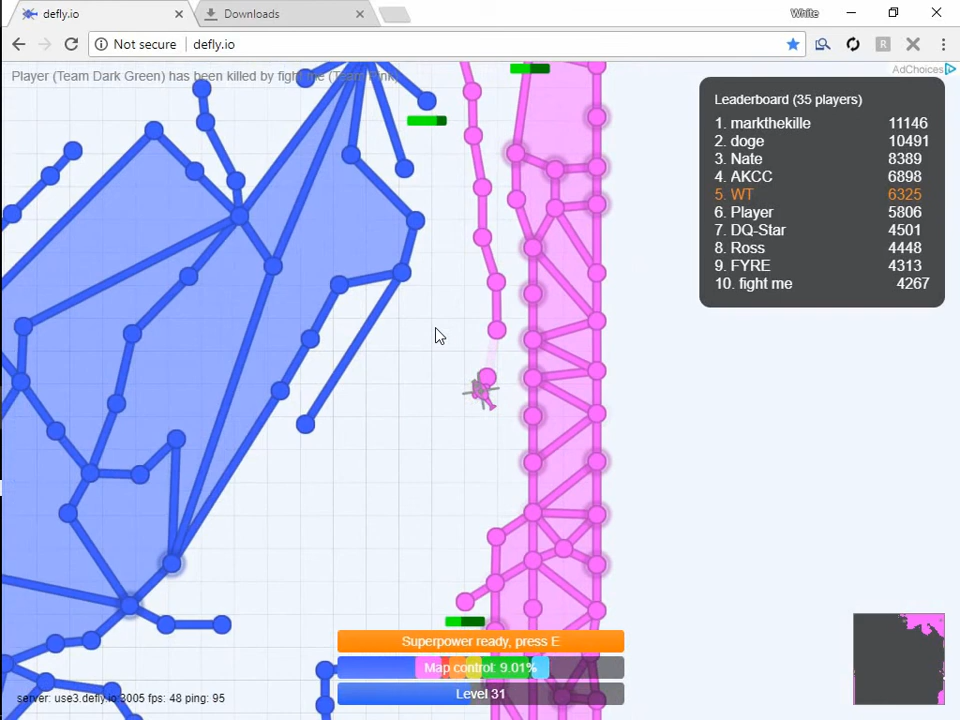 defly.io
Downloads
White
Not secure
defly.io
R
AdChoices
Player (Team Dark Green) has been killed by fight me (Team Pink)
Leaderboard (35 players)
1. markthekille 11146
2. doge 10491
3. Nate 8389
4. AKCC 6898
5. WT 6325
6. Player 5806
7. DQ-Star 4501
8. Ross 4448
9. FYRE 4313
10. fight me 4267
Superpower ready, press E
Map control: 9.01%
Level 31
server: use3.defly.io:3005 fps: 48 ping: 95